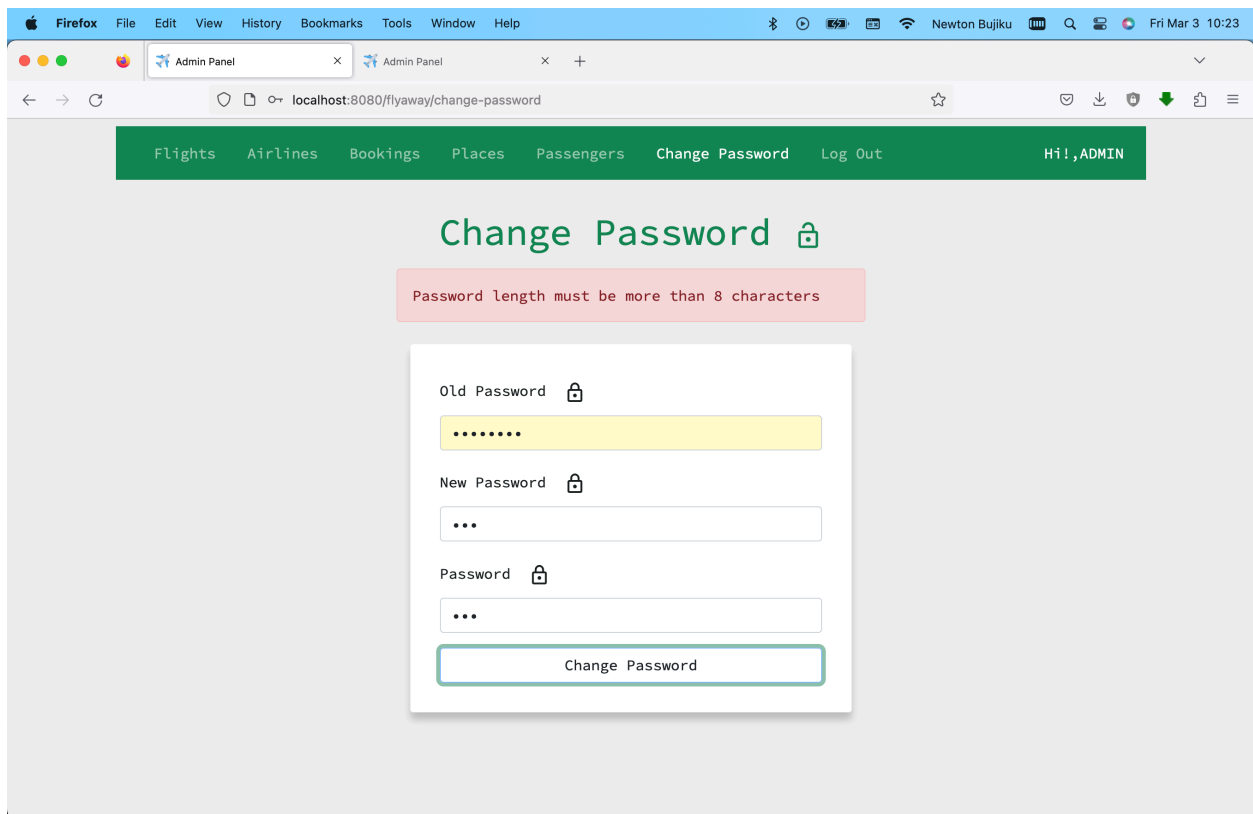 Firefox File Edit View History Bookmarks Tools Window Help Newton Bujiku Fri Mar 3 10:23
Admin Panel Admin Panel
localhost:8080/flyaway/change-password
Flights Airlines Bookings Places Passengers Change Password Log Out Hi!,ADMIN
Change Password
Password length must be more than 8 characters
Old Password
••••••••
New Password
•••
Password
•••
Change Password